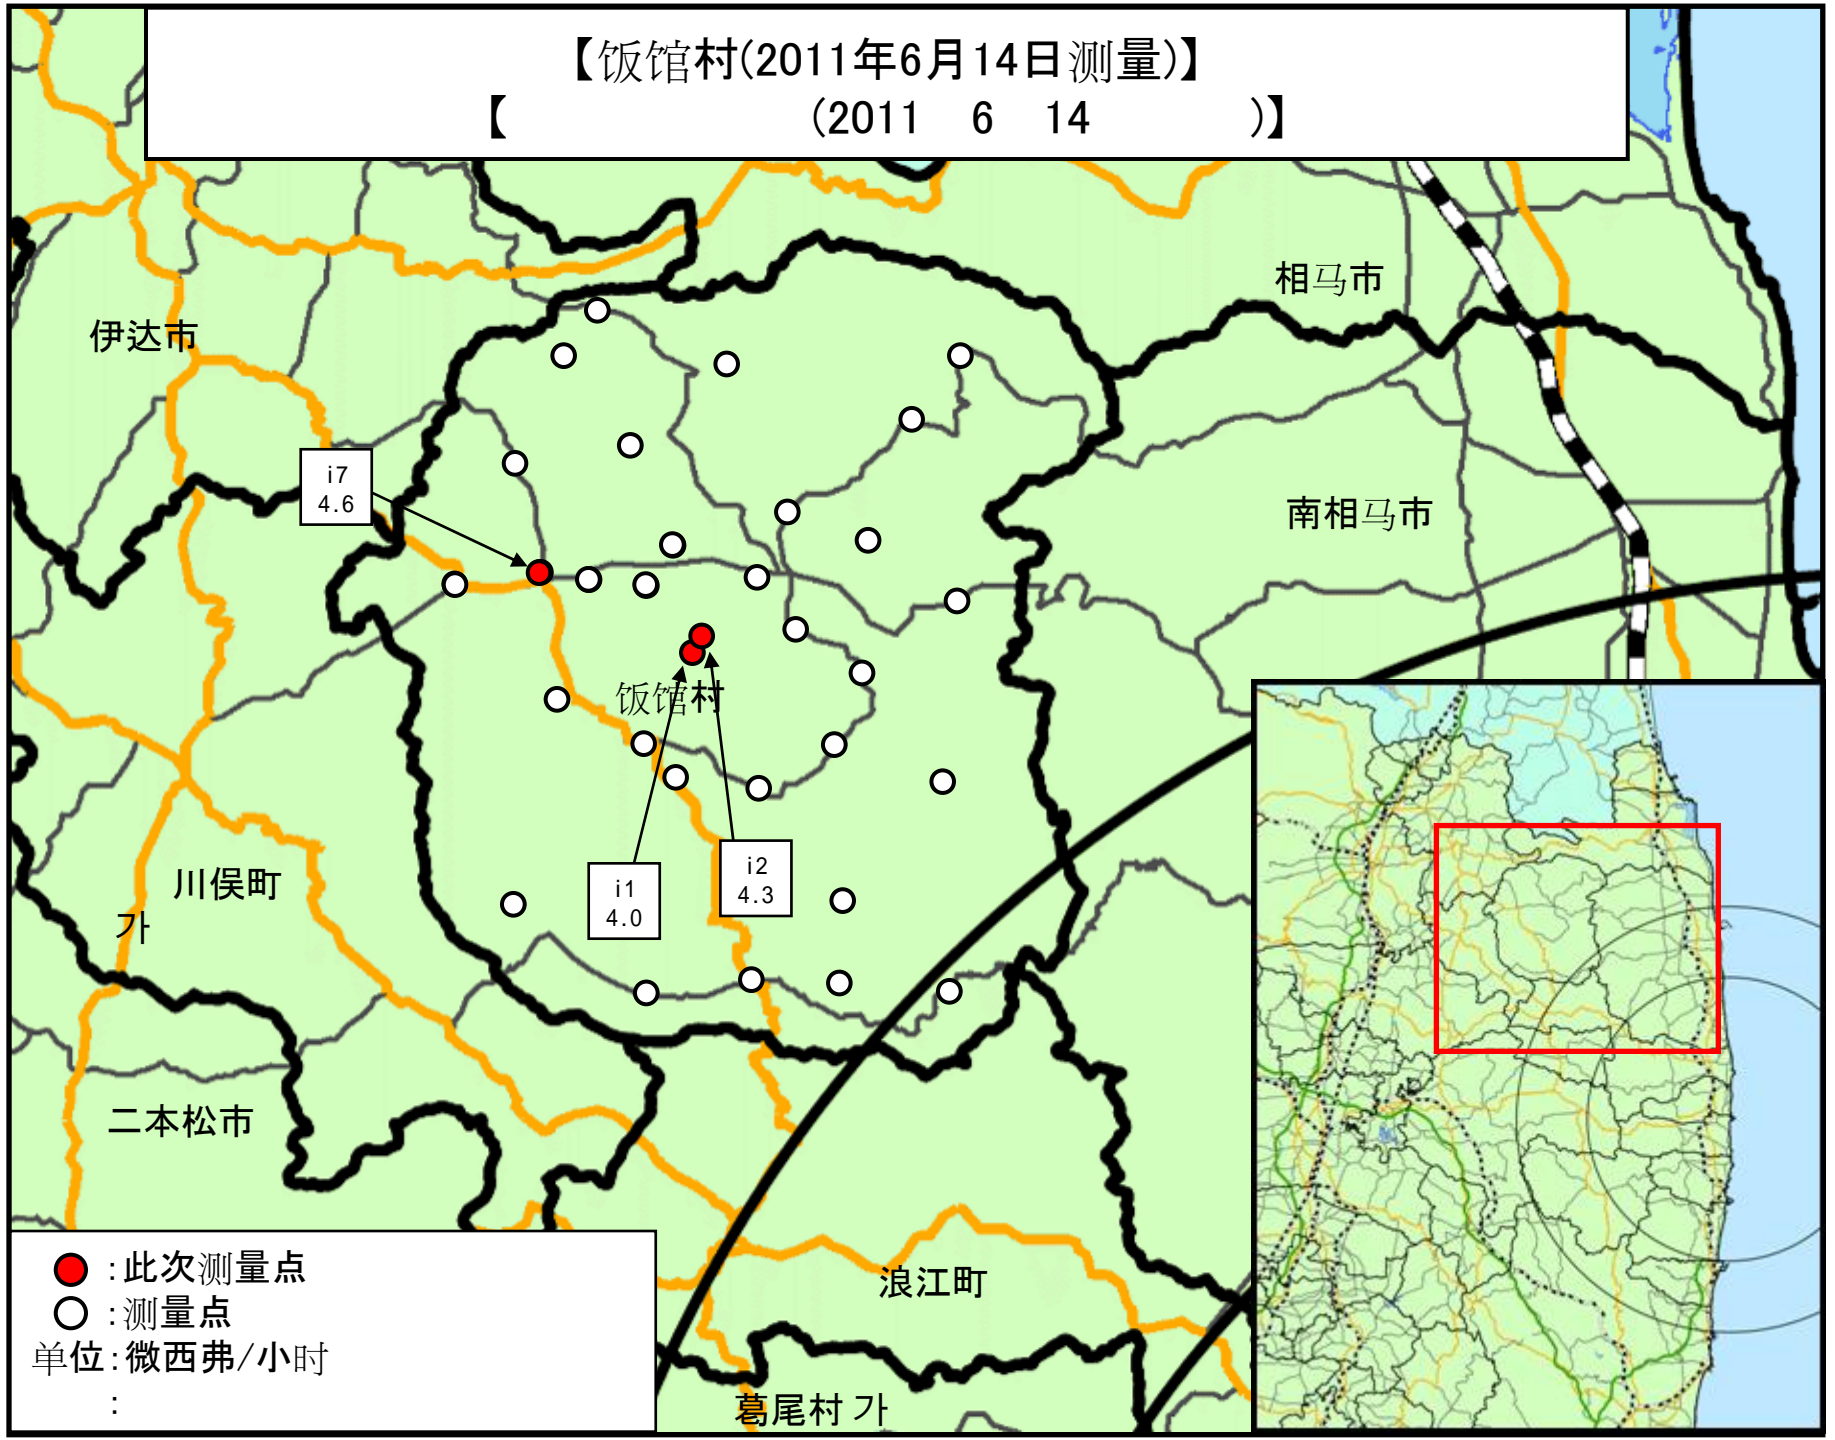 【饭馆村(2011年6月14日测量)】
【 (2011 6 14 )】
相马市
伊达市
i7
4.6
南相马市
饭馆村
i2
4.3
i1
4.0
川俣町
가
二本松市
浪江町
葛尾村 가
:此次测量点
:测量点
单位:微西弗/小时
: